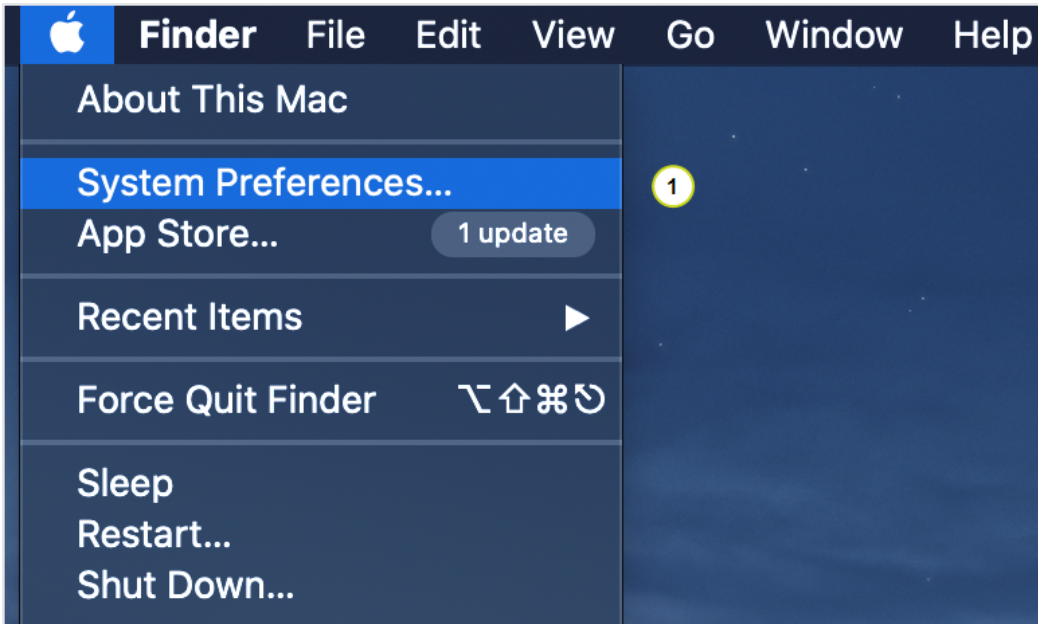 Finder File Edit View Go Window Help
About This Mac
System Preferences... 1
App Store... 1 update
Recent Items ▶
Force Quit Finder ⌥⇧⌘⎋
Sleep
Restart...
Shut Down...